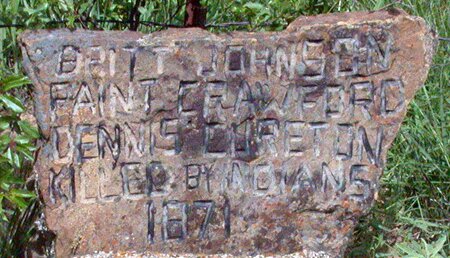 BRITT JOHNSON
PAINT CRAWFORD
DENNIS CURETON
KILLED BY INDIANS
1871